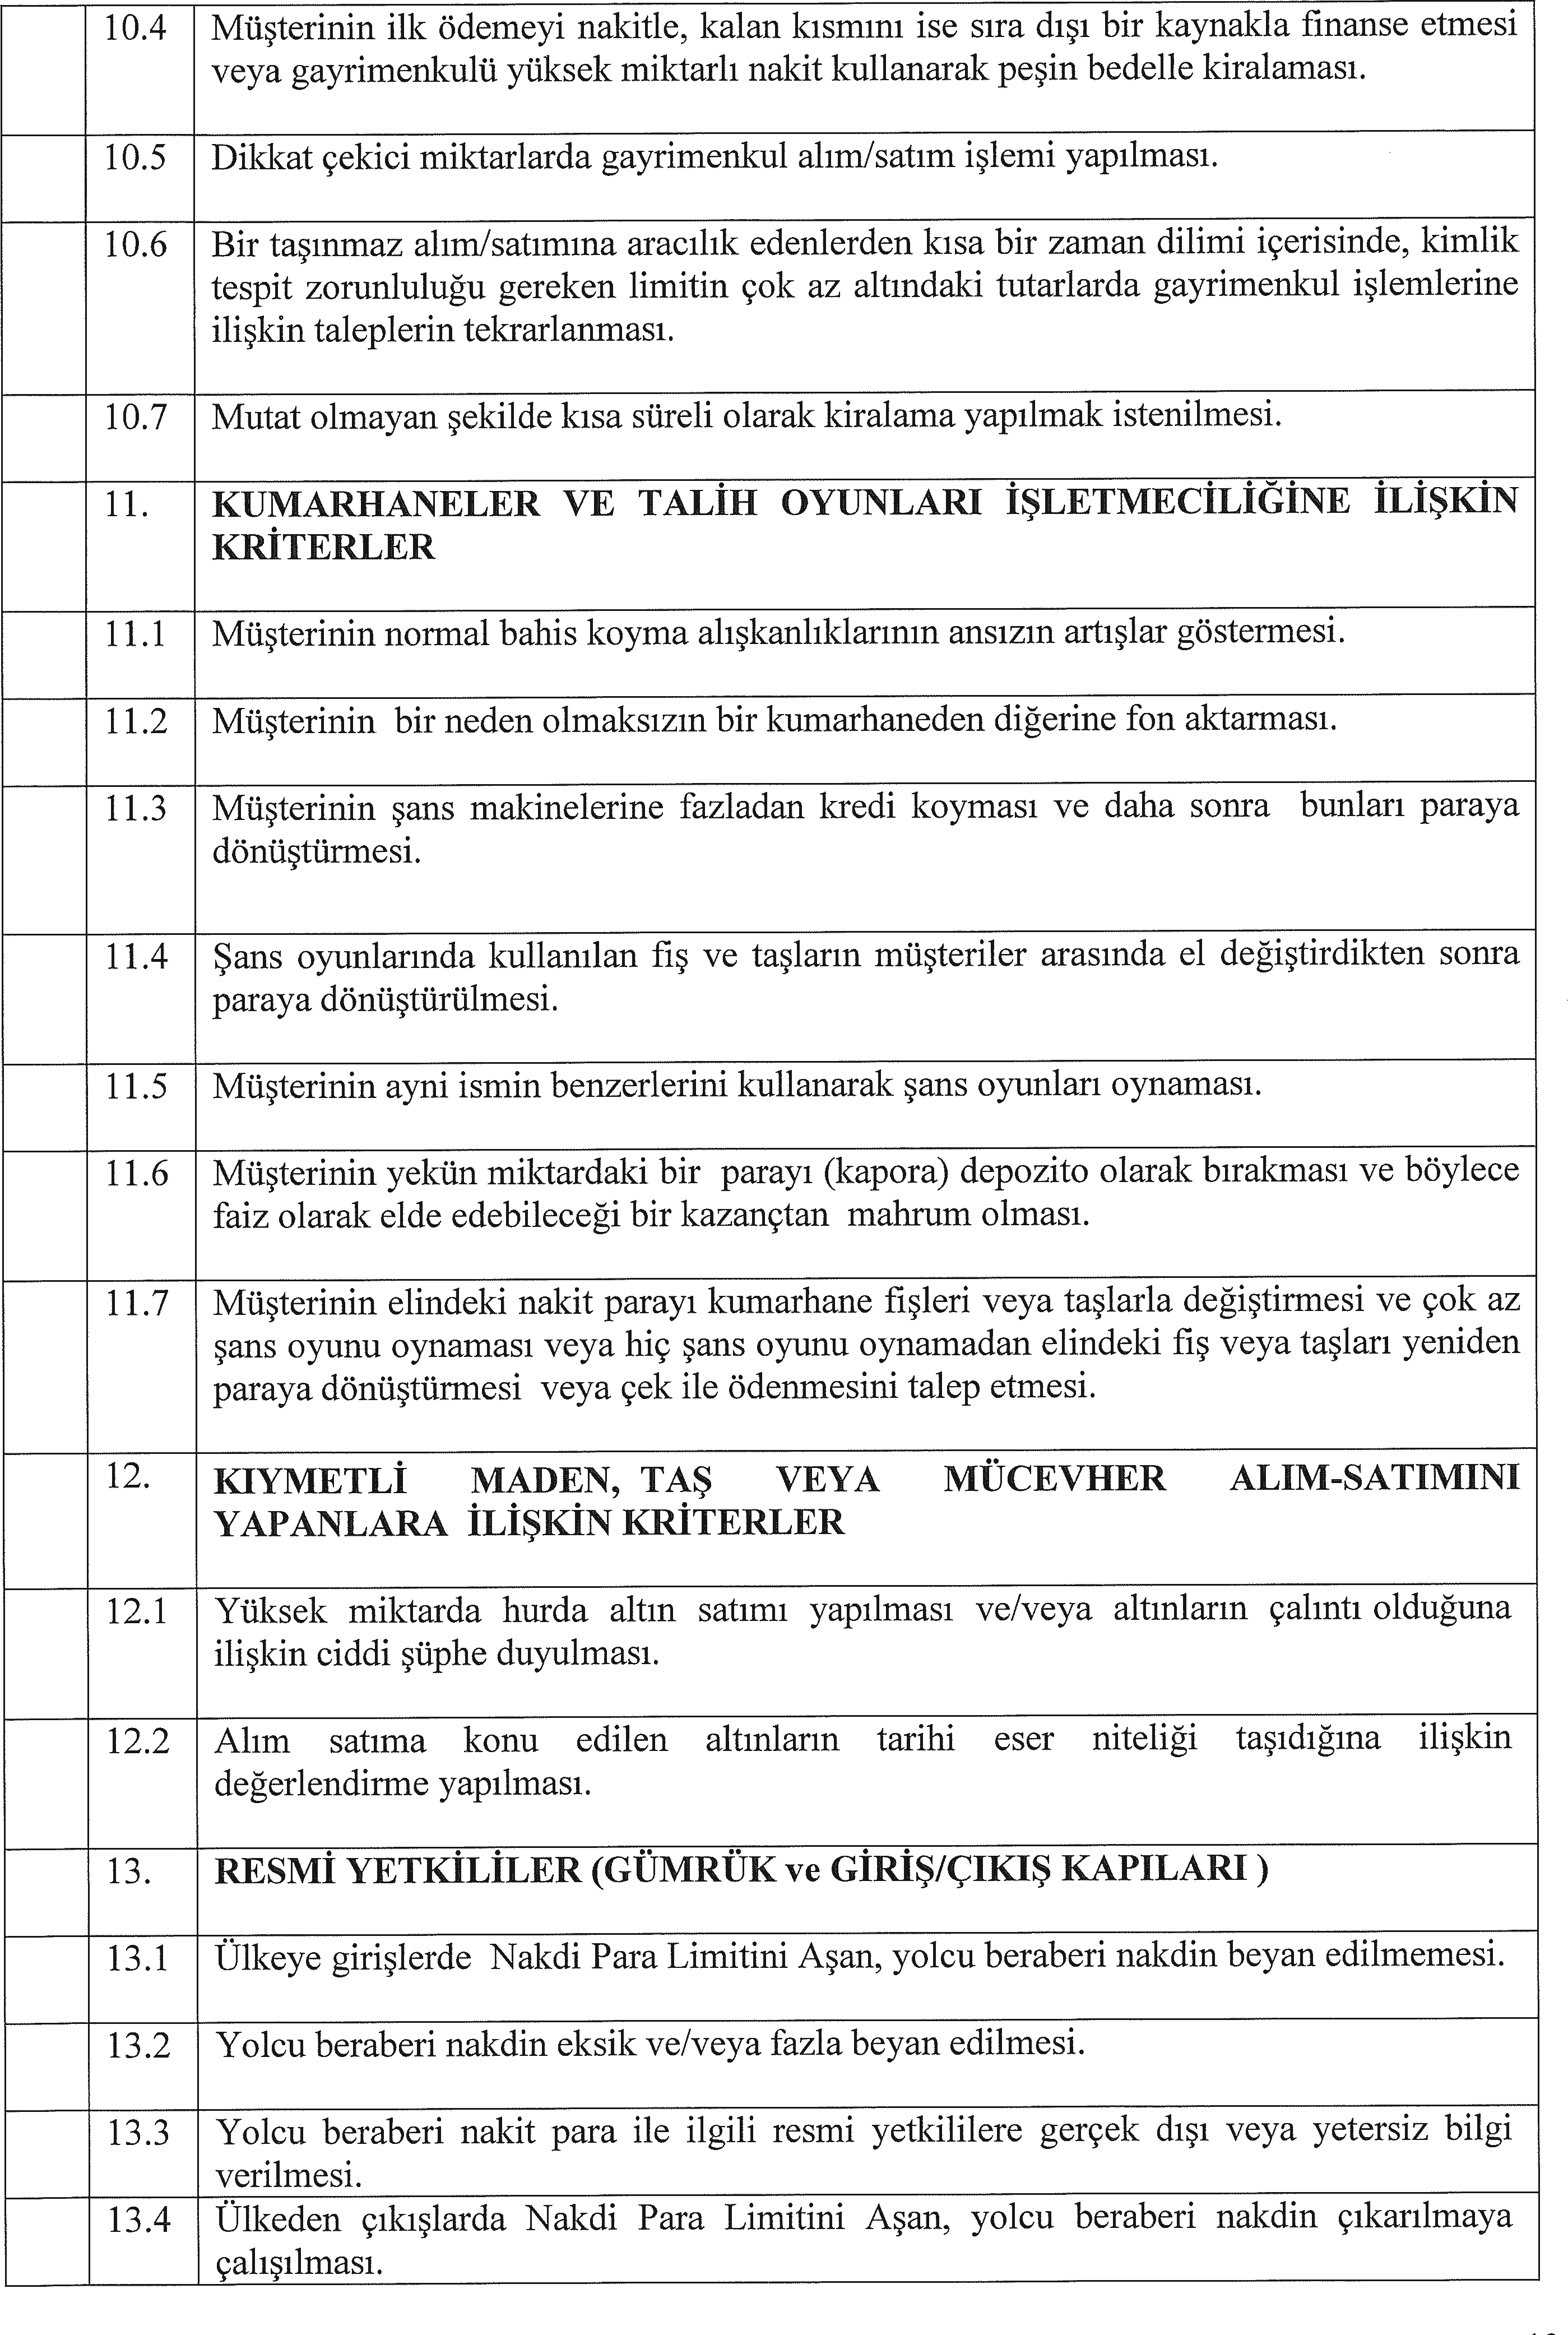 10.4 Müşterinin ilk ödemeyi nakitle, kalan kısmını ise sıra dışı bir kaynakla finanse etmesi
veya gayrimenkulü yüksek miktarlı nakit kullanarak peşin bedelle kiralaması.
10.5 Dikkat çekici miktarlarda gayrimenkul alım/satım işlemi yapılması.
10.6 Bir taşınmaz alım/satımına aracılık edenlerden kısa bir zaman dilimi içerisinde, kimlik
tespit zorunluluğu gereken limitin çok az altındaki tutarlarda gayrimenkul işlemlerine
ilişkin taleplerin tekrarlanması.
10.7 Mutat olmayan şekilde kısa süreli olarak kiralama yapılmak istenilmesi.
11. KUMARHANELER VE TALİH OYUNLARI İŞLETMECİLİĞİNE İLİŞKİN
KRİTERLER
11.1 Müşterinin normal bahis koyma alışkanlıklarının ansızın artışlar göstermesi.
11.2 Müşterinin bir neden olmaksızın bir kumarhaneden diğerine fon aktarması.
11.3 Müşterinin şans makinelerine fazladan kredi koyması ve daha sonra bunları paraya
dönüştürmesi.
11.4 Şans oyunlarında kullanılan fiş ve taşların müşteriler arasında el değiştirdikten sonra
paraya dönüştürülmesi.
11.5 Müşterinin ayni ismin benzerlerini kullanarak şans oyunları oynaması.
11.6 Müşterinin yekün miktardaki bir parayı (kapora) depozito olarak bırakması ve böylece
faiz olarak elde edebileceği bir kazançtan mahrum olması.
11.7 Müşterinin elindeki nakit parayı kumarhane fişleri veya taşlarla değiştirmesi ve çok az
şans oyunu oynaması veya hiç şans oyunu oynamadan elindeki fiş veya taşları yeniden
paraya dönüştürmesi veya çek ile ödenmesini talep etmesi.
12. KIYMETLİ MADEN, TAŞ VEYA MÜCEVHER ALIM-SATIMINI
YAPANLARA İLİŞKİN KRİTERLER
12.1 Yüksek miktarda hurda altın satımı yapılması ve/veya altınların çalıntı olduğuna
ilişkin ciddi şüphe duyulması.
12.2 Alım satıma konu edilen altınların tarihi eser niteliği taşıdığına ilişkin
değerlendirme yapılması.
13. RESMİ YETKİLİLER (GÜMRÜK ve GİRİŞ/ÇIKIŞ KAPILARI )
13.1 Ülkeye girişlerde Nakdi Para Limitini Aşan, yolcu beraberi nakdin beyan edilmemesi.
13.2 Yolcu beraberi nakdin eksik ve/veya fazla beyan edilmesi.
13.3 Yolcu beraberi nakit para ile ilgili resmi yetkililere gerçek dışı veya yetersiz bilgi
verilmesi.
13.4 Ülkeden çıkışlarda Nakdi Para Limitini Aşan, yolcu beraberi nakdin çıkarılmaya
çalışılması.